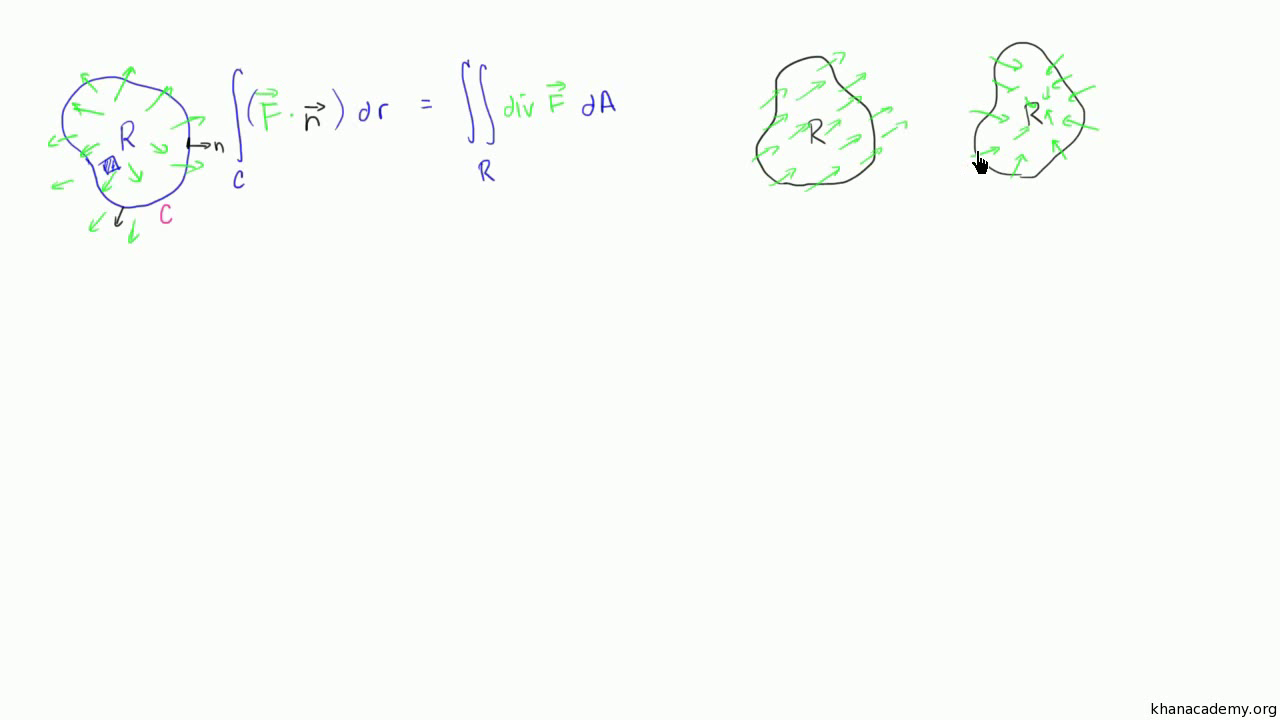 R
n
C
∫ (F⃗ · n⃗) dr = ∬ div F⃗ dA
C
R
R
R
khanacademy.org